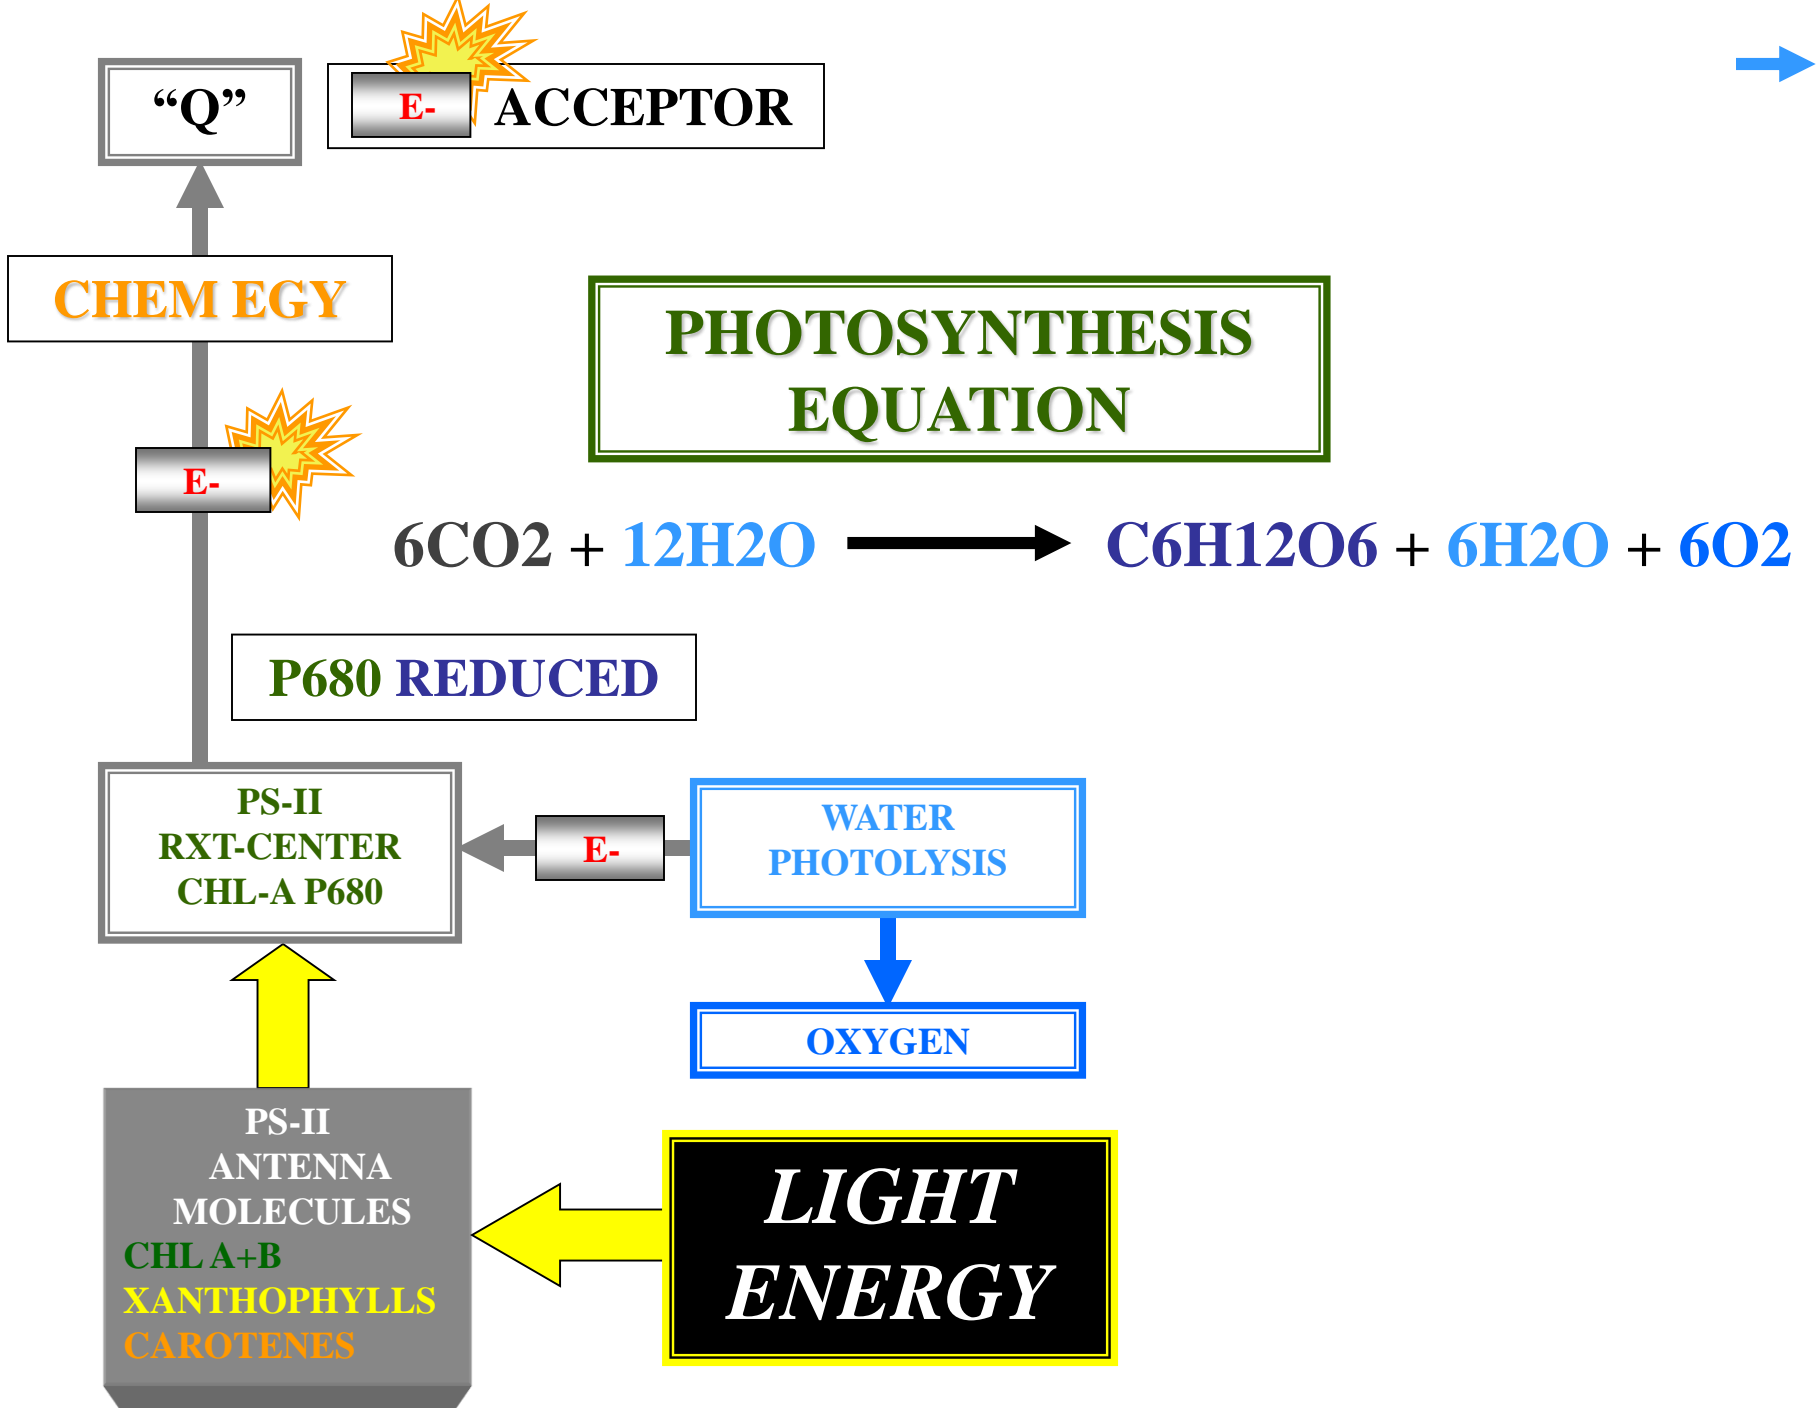 “Q”
E- ACCEPTOR
CHEM EGY
PHOTOSYNTHESIS
EQUATION
E-
6CO2 + 12H2O C6H12O6 + 6H2O + 6O2
P680 REDUCED
PS-II
RXT-CENTER
CHL-A P680
E-
WATER
PHOTOLYSIS
OXYGEN
PS-II
ANTENNA
MOLECULES
CHL A+B
XANTHOPHYLLS
CAROTENES
LIGHT
ENERGY